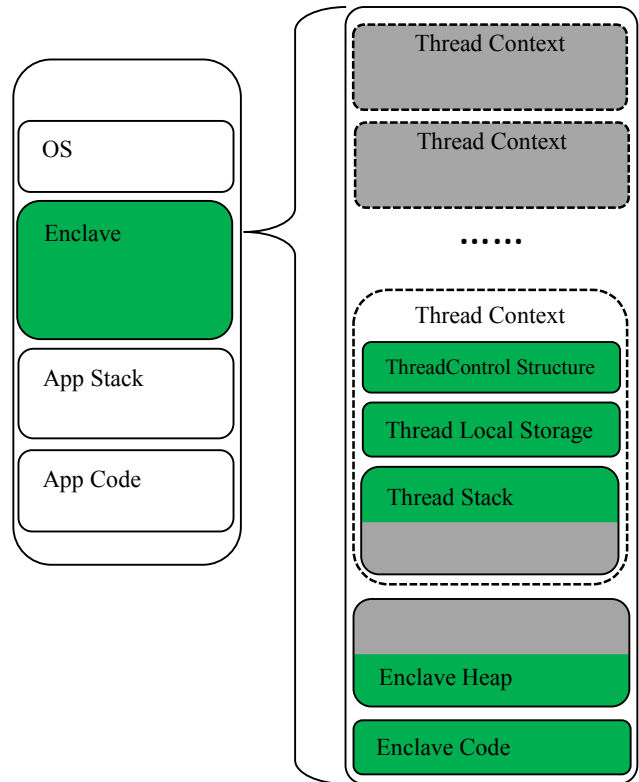 OS
Enclave
App Stack
App Code
Thread Context
Thread Context
......
Thread Context
ThreadControl Structure
Thread Local Storage
Thread Stack
Enclave Heap
Enclave Code